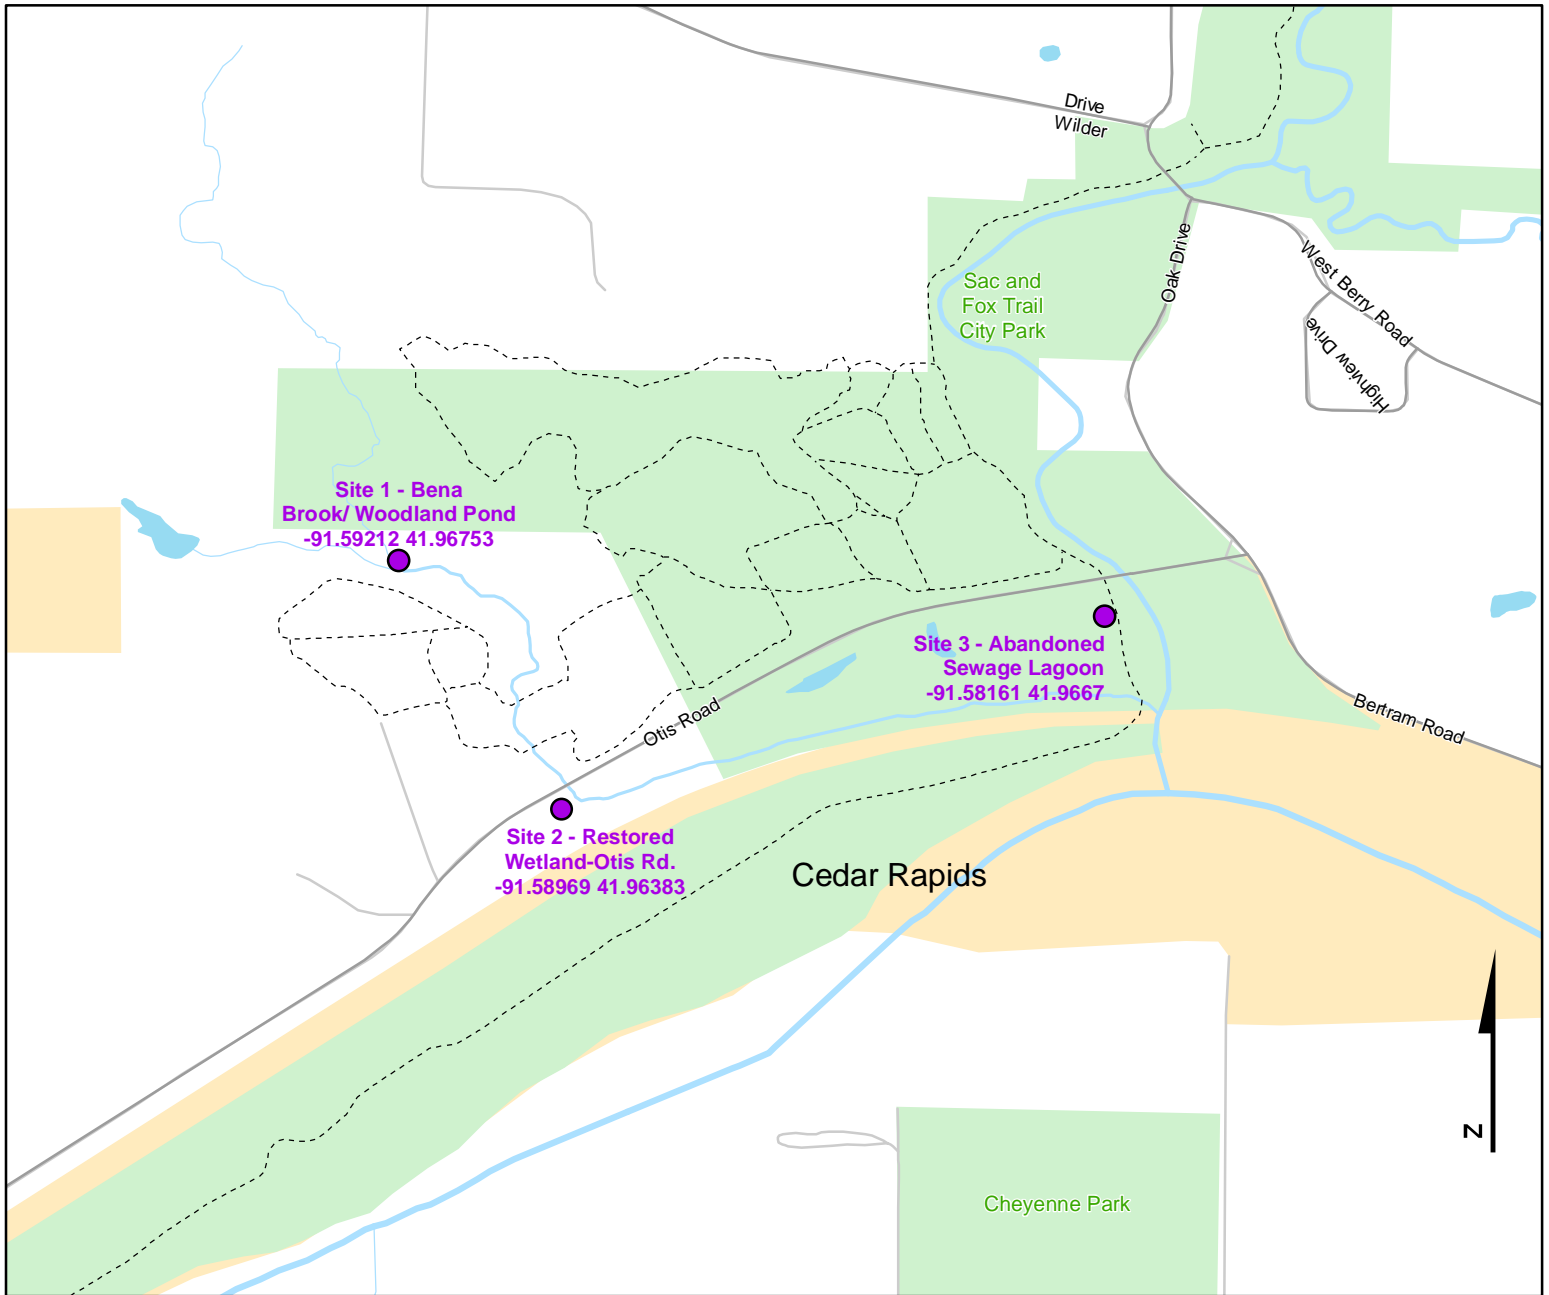 Drive
Wilder
Oak Drive
West Berry Road
Highview Drive
Sac and
Fox Trail
City Park
Site 1 - Bena
Brook/ Woodland Pond
-91.59212 41.96753
Site 3 - Abandoned
Sewage Lagoon
-91.58161 41.9667
Otis Road
Bertram Road
Site 2 - Restored
Wetland-Otis Rd.
-91.58969 41.96383
Cedar Rapids
N
Cheyenne Park